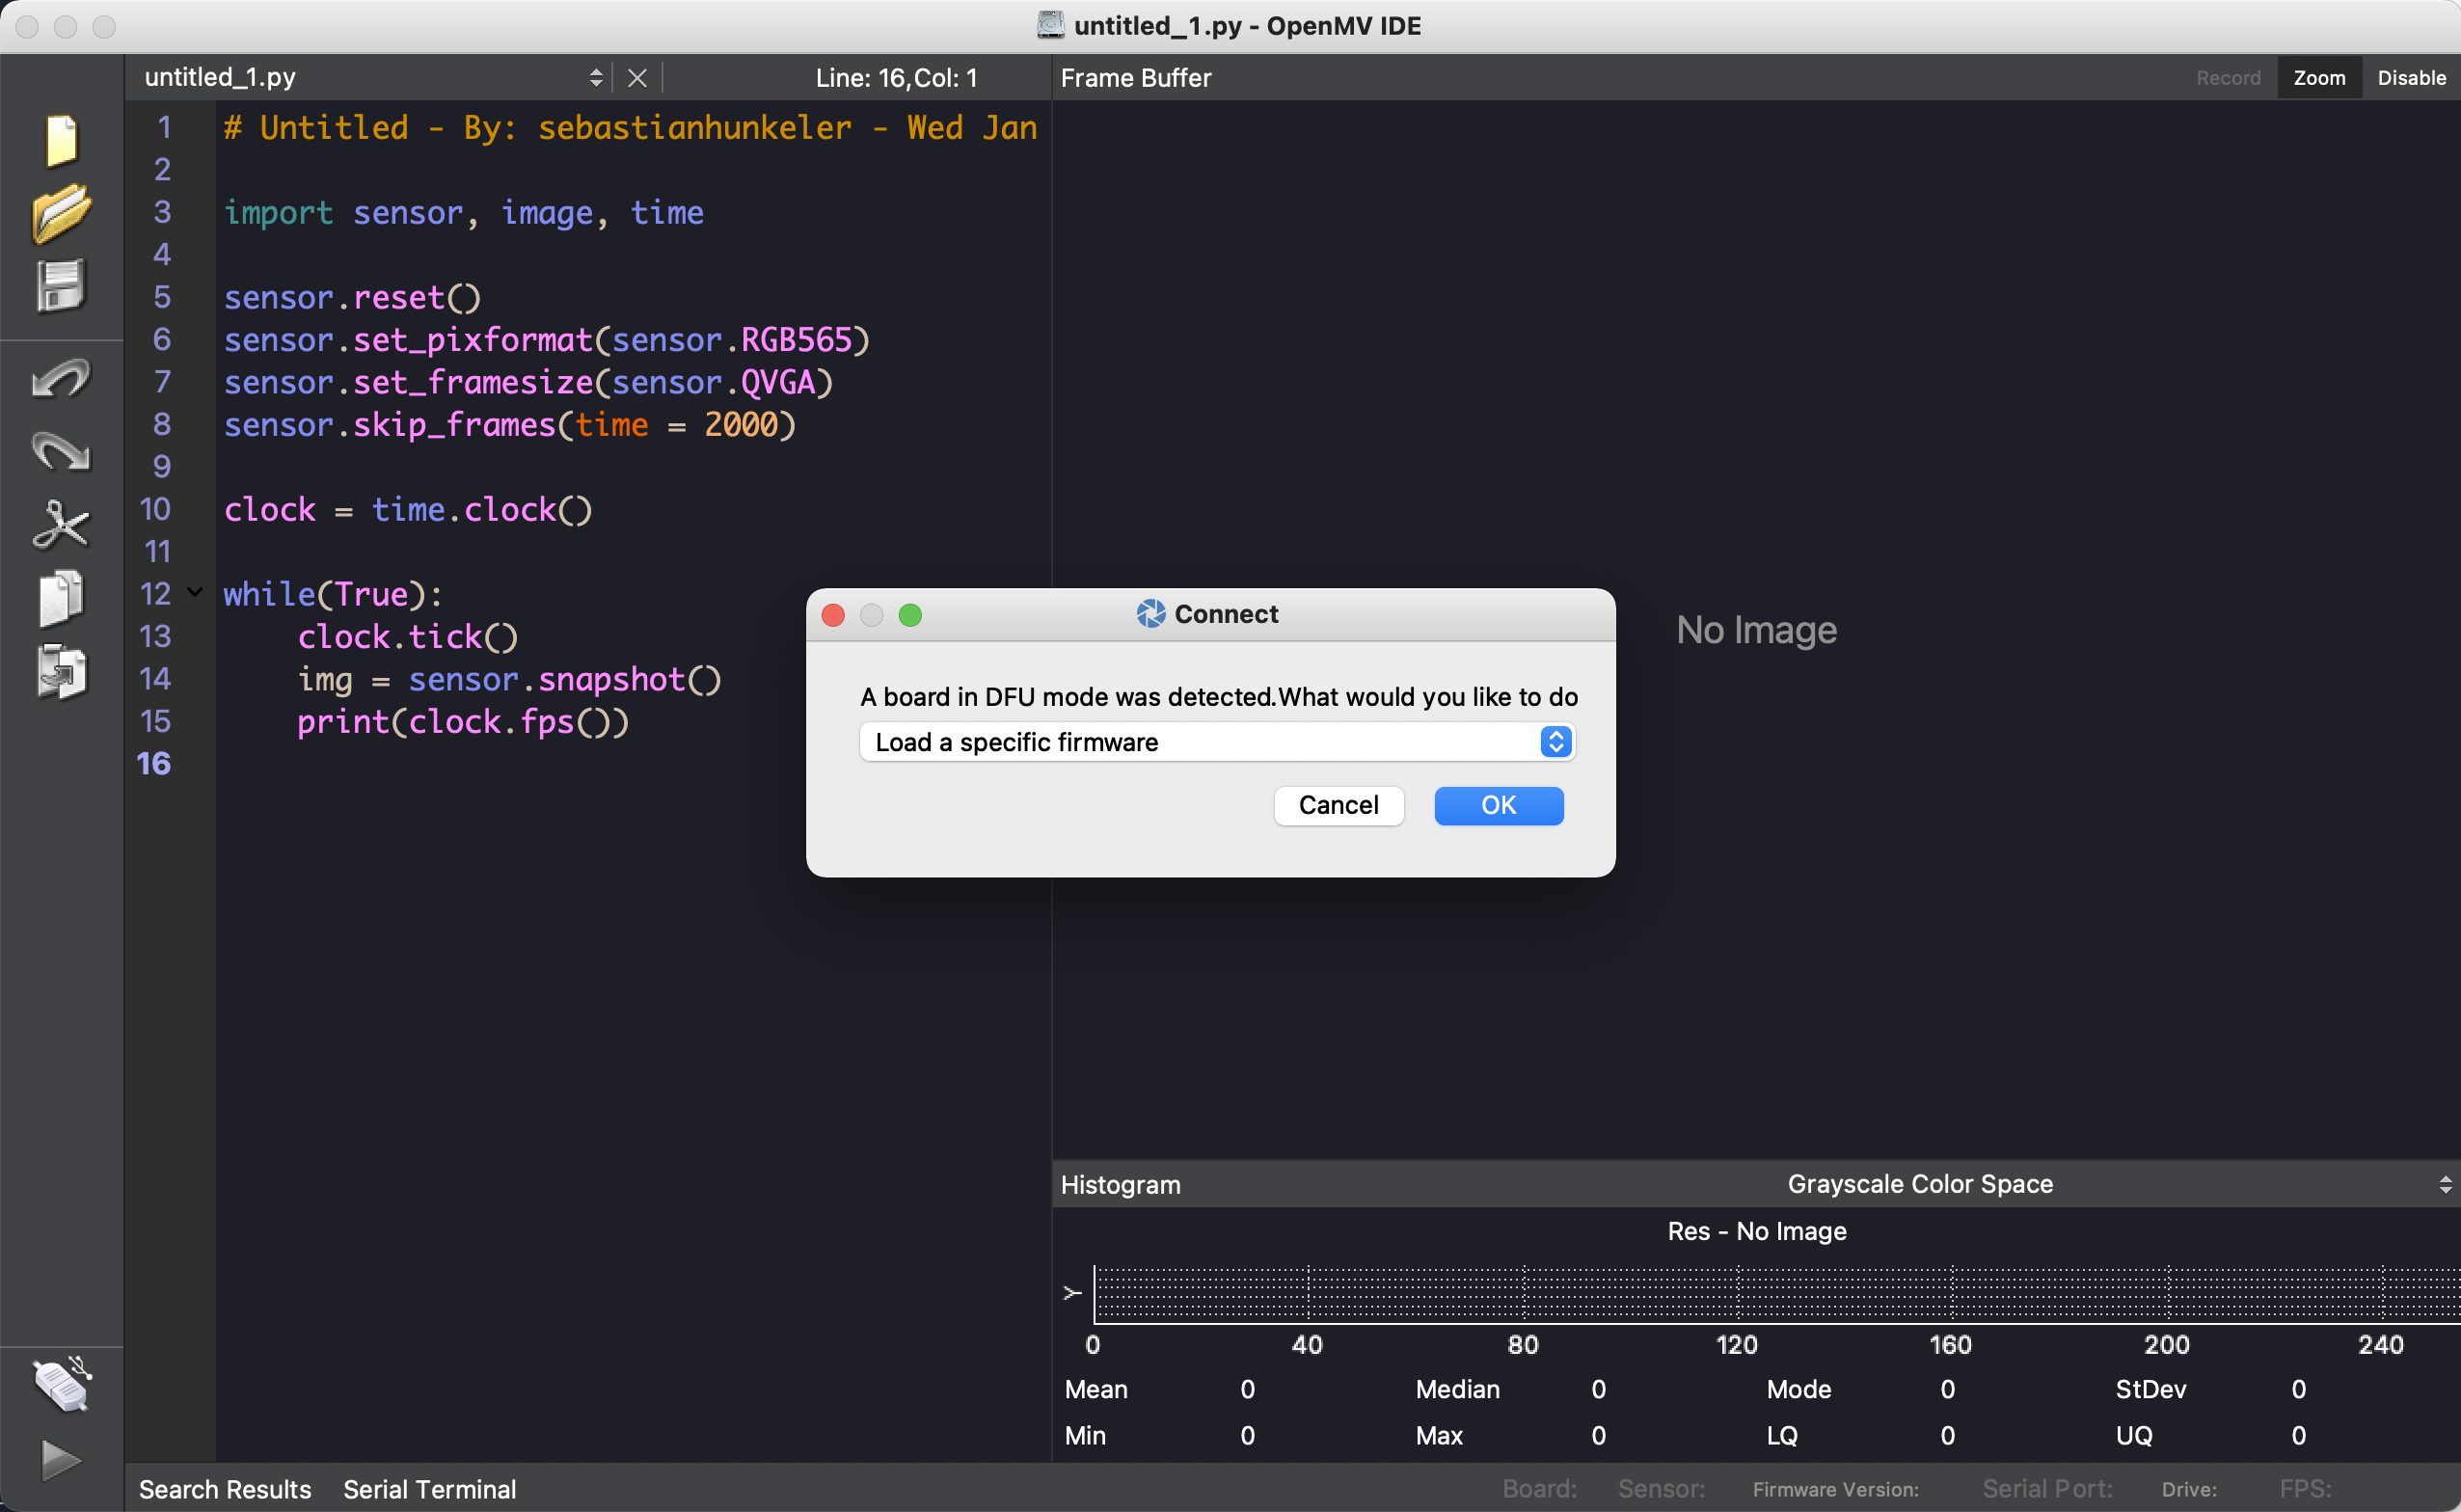 untitled_1.py - OpenMV IDE
untitled_1.py
Line: 16,Col: 1
Frame Buffer
Record
Zoom
Disable
1 # Untitled - By: sebastianhunkeler - Wed Jan
2
3 import sensor, image, time
4
5 sensor.reset()
6 sensor.set_pixformat(sensor.RGB565)
7 sensor.set_framesize(sensor.QVGA)
8 sensor.skip_frames(time = 2000)
9
10 clock = time.clock()
11
12 while(True):
13 clock.tick()
14 img = sensor.snapshot()
15 print(clock.fps())
16
No Image
Connect
A board in DFU mode was detected.What would you like to do
Load a specific firmware
Cancel
OK
Histogram
Grayscale Color Space
Res - No Image
Y
0 40 80 120 160 200 240
Mean 0 Median 0 Mode 0 StDev 0
Min 0 Max 0 LQ 0 UQ 0
Search Results
Serial Terminal
Board:
Sensor:
Firmware Version:
Serial Port:
Drive:
FPS: